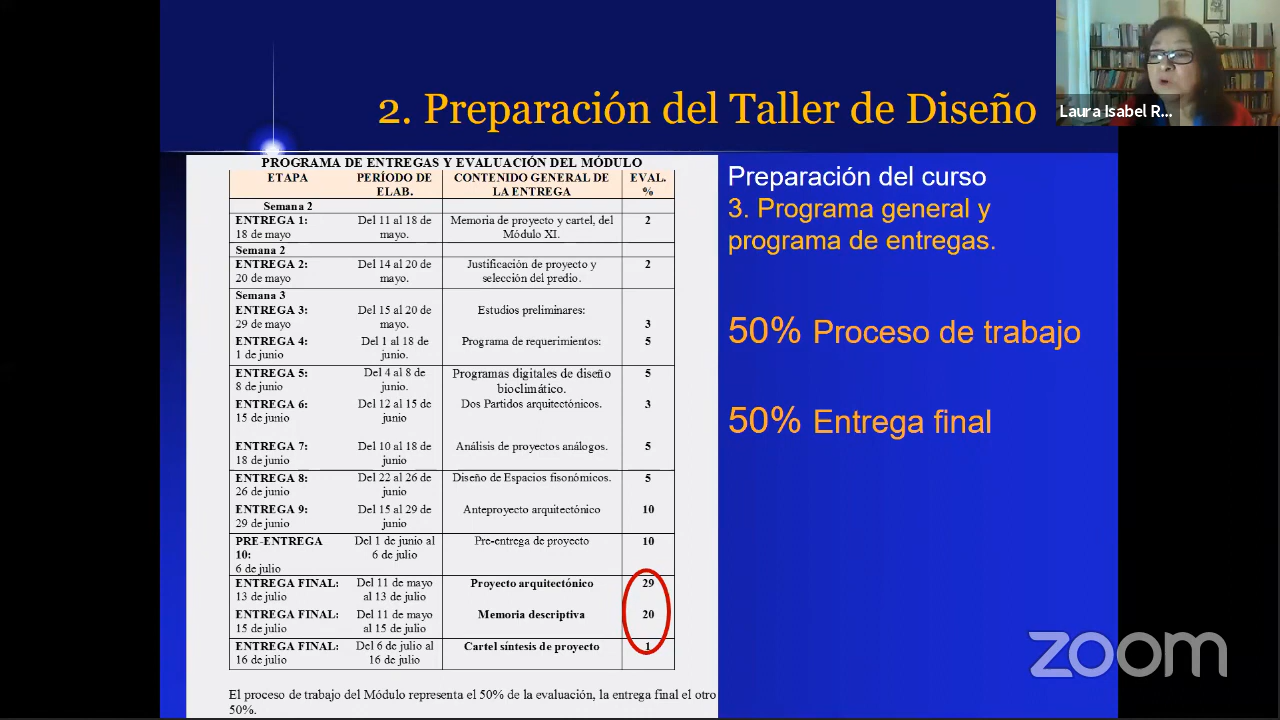 2. Preparación del Taller de Diseño
Laura Isabel R...
PROGRAMA DE ENTREGAS Y EVALUACIÓN DEL MÓDULO
ETAPA PERÍODO DE ELAB. CONTENIDO GENERAL DE LA ENTREGA EVAL. %
Semana 2
ENTREGA 1: 18 de mayo Del 11 al 18 de mayo. Memoria de proyecto y cartel, del Módulo XI. 2
Semana 2
ENTREGA 2: 20 de mayo Del 14 al 20 de mayo. Justificación de proyecto y selección del predio. 2
Semana 3
ENTREGA 3: 29 de mayo Del 15 al 20 de mayo. Estudios preliminares: 3
ENTREGA 4: 1 de junio Del 1 al 18 de junio. Programa de requerimientos: 5
ENTREGA 5: 8 de junio Del 4 al 8 de junio. Programas digitales de diseño bioclimático. 5
ENTREGA 6: 15 de junio Del 12 al 15 de junio Dos Partidos arquitectónicos. 3
ENTREGA 7: 18 de junio Del 10 al 18 de junio Análisis de proyectos análogos. 5
ENTREGA 8: 26 de junio Del 22 al 26 de junio Diseño de Espacios fisonómicos. 5
ENTREGA 9: 29 de junio Del 15 al 29 de junio Anteproyecto arquitectónico 10
PRE-ENTREGA 10: 6 de julio Del 1 de junio al 6 de julio Pre-entrega de proyecto 10
ENTREGA FINAL: 13 de julio Del 11 de mayo al 13 de julio Proyecto arquitectónico 29
ENTREGA FINAL: 15 de julio Del 11 de mayo al 15 de julio Memoria descriptiva 20
ENTREGA FINAL: 16 de julio Del 6 de julio al 16 de julio Cartel síntesis de proyecto 1
El proceso de trabajo del Módulo representa el 50% de la evaluación, la entrega final el otro
50%.
Preparación del curso
3. Programa general y
programa de entregas.
50% Proceso de trabajo
50% Entrega final
zoom